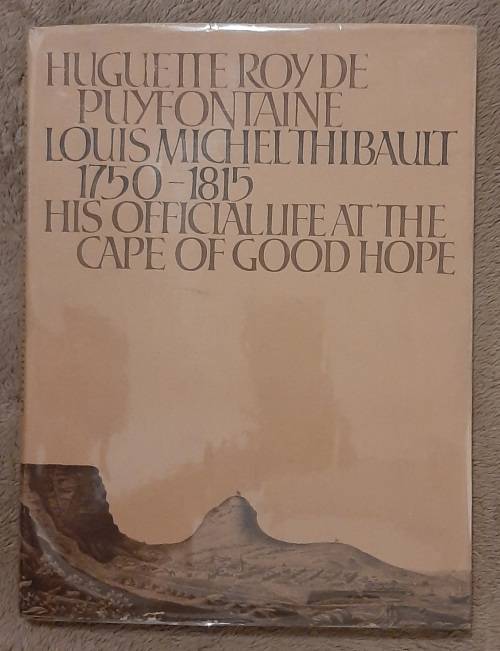 HUGUETTE ROY DE
PUYFONTAINE
LOUIS MICHEL THIBAULT
1750–1815
HIS OFFICIAL LIFE AT THE
CAPE OF GOOD HOPE